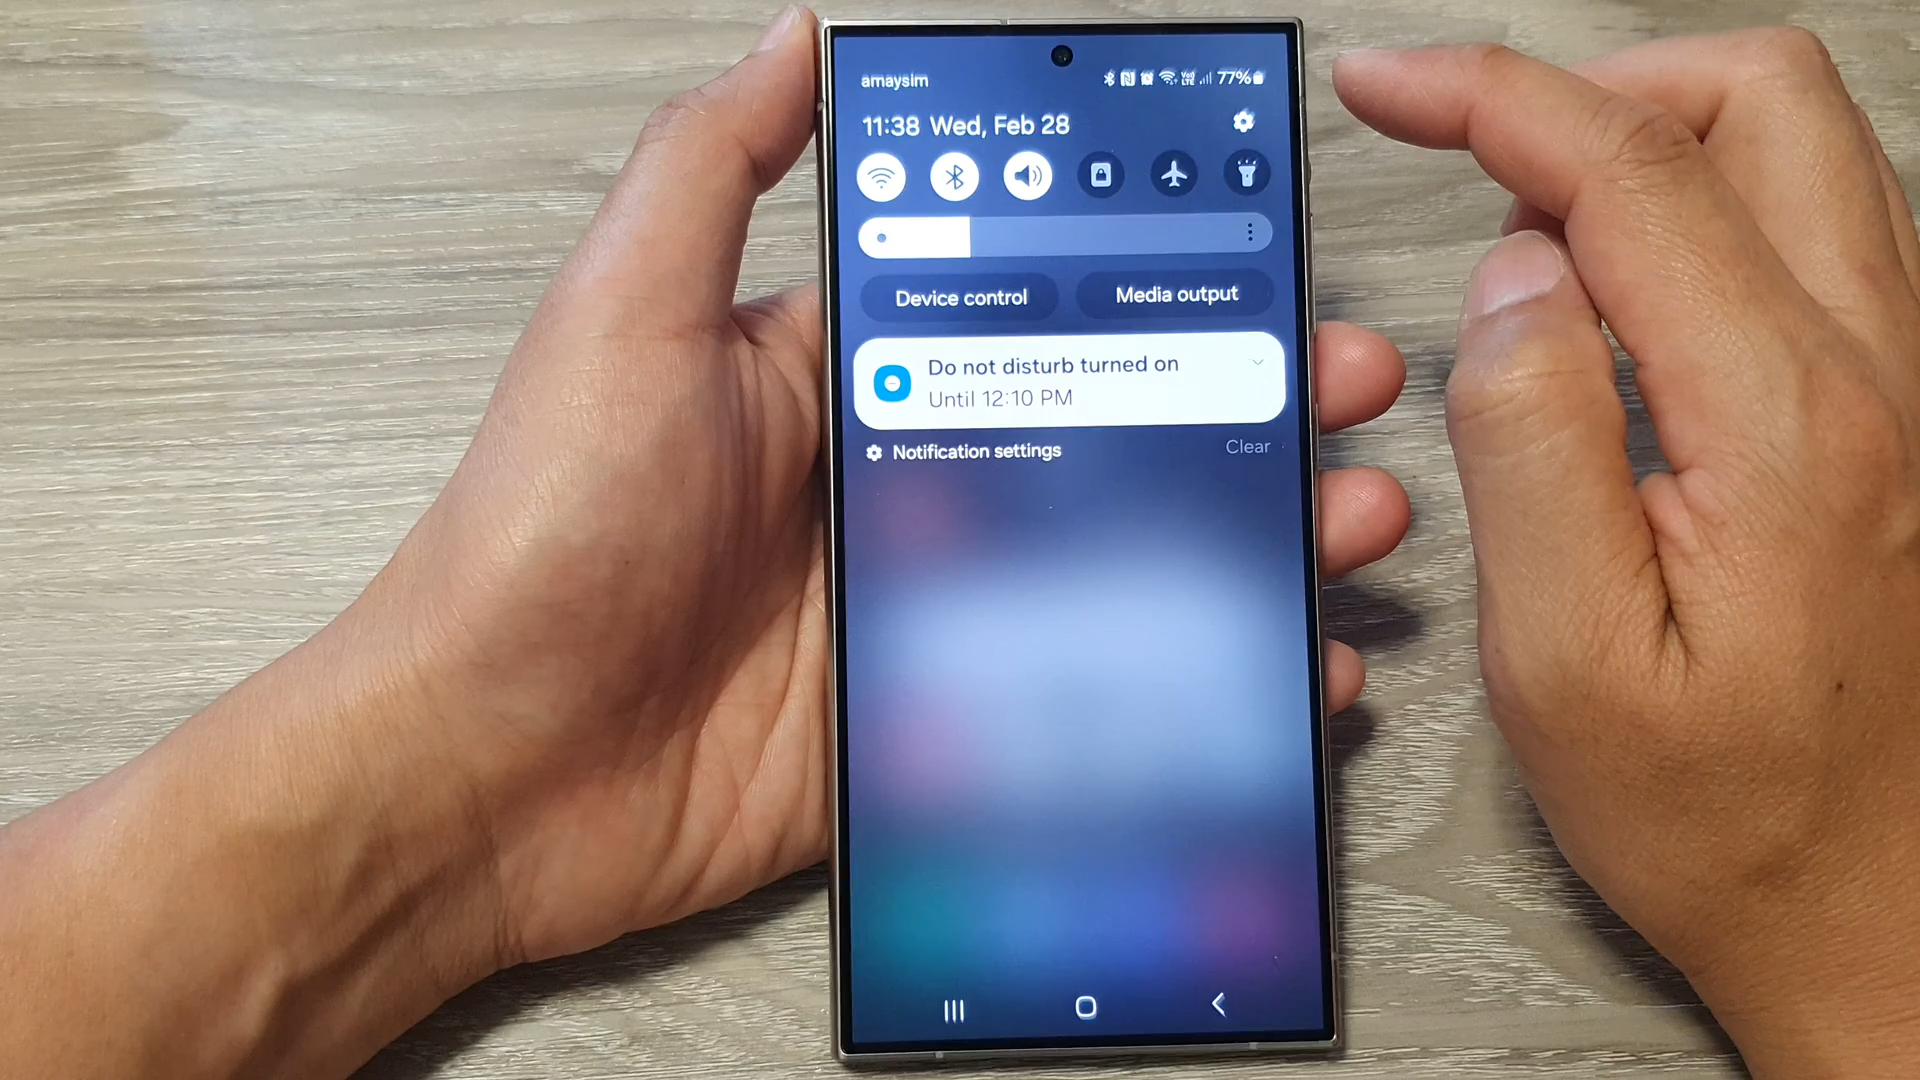 amaysim
77%
11:38 Wed, Feb 28
Device control
Media output
Do not disturb turned on
Until 12:10 PM
Notification settings
Clear